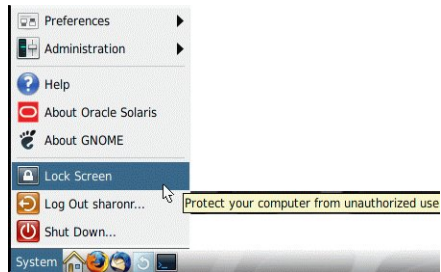 Preferences
Administration
Help
About Oracle Solaris
About GNOME
Lock Screen
Log Out sharonr...
Protect your computer from unauthorized use
Shut Down...
System